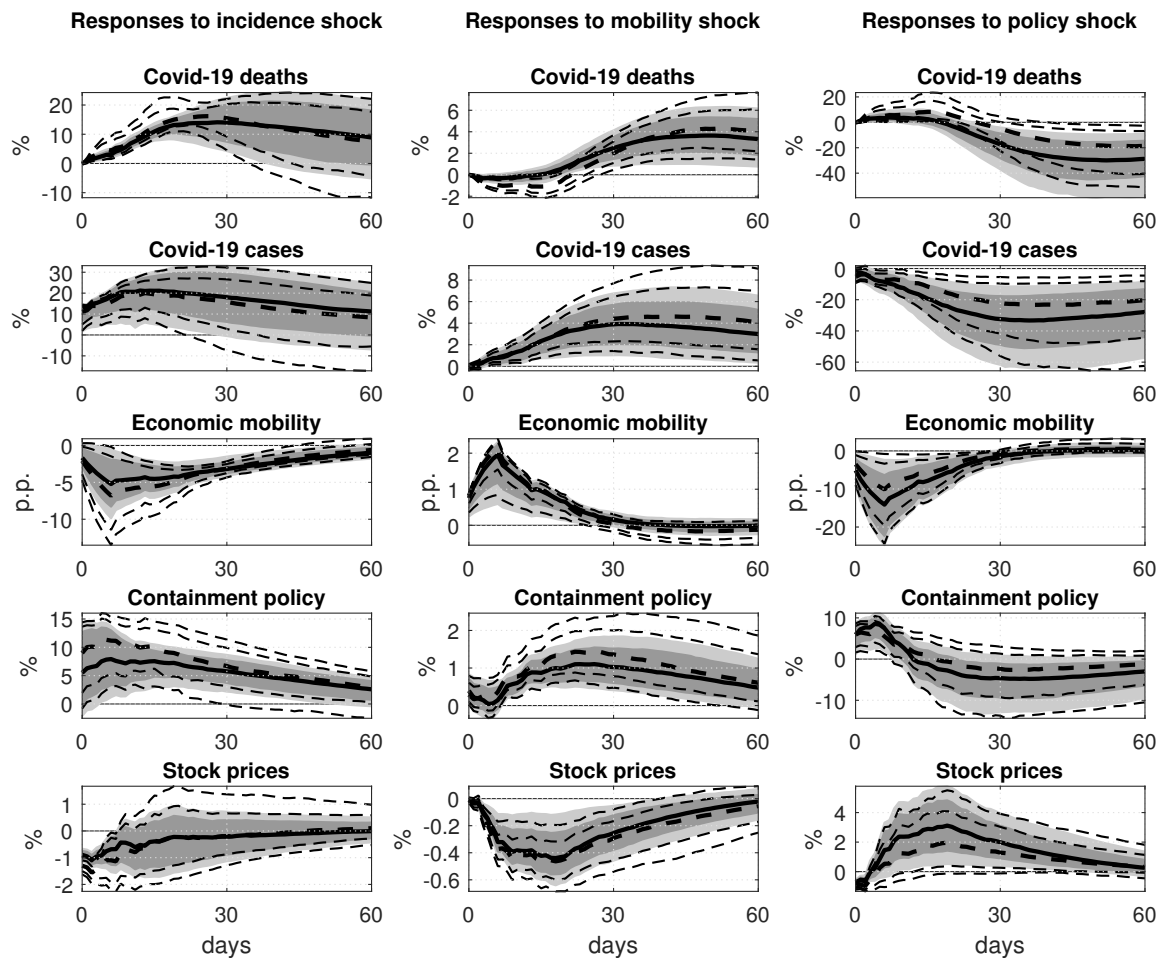 Responses to incidence shock Responses to mobility shock Responses to policy shock
Covid-19 deaths Covid-19 deaths Covid-19 deaths
20
10
0
-10
%
0 30 60
6
4
2
0
-2
%
0 30 60
20
0
-20
-40
%
0 30 60
Covid-19 cases Covid-19 cases Covid-19 cases
30
20
10
0
-10
%
0 30 60
8
6
4
2
0
%
0 30 60
0
-20
-40
-60
%
0 30 60
Economic mobility Economic mobility Economic mobility
0
-5
-10
p.p.
0 30 60
2
1
0
p.p.
0 30 60
0
-10
-20
p.p.
0 30 60
Containment policy Containment policy Containment policy
15
10
5
0
%
0 30 60
2
1
0
%
0 30 60
10
0
-10
%
0 30 60
Stock prices Stock prices Stock prices
1
0
-1
-2
%
0 30 60
days
0
-0.2
-0.4
-0.6
%
0 30 60
days
4
2
0
%
0 30 60
days